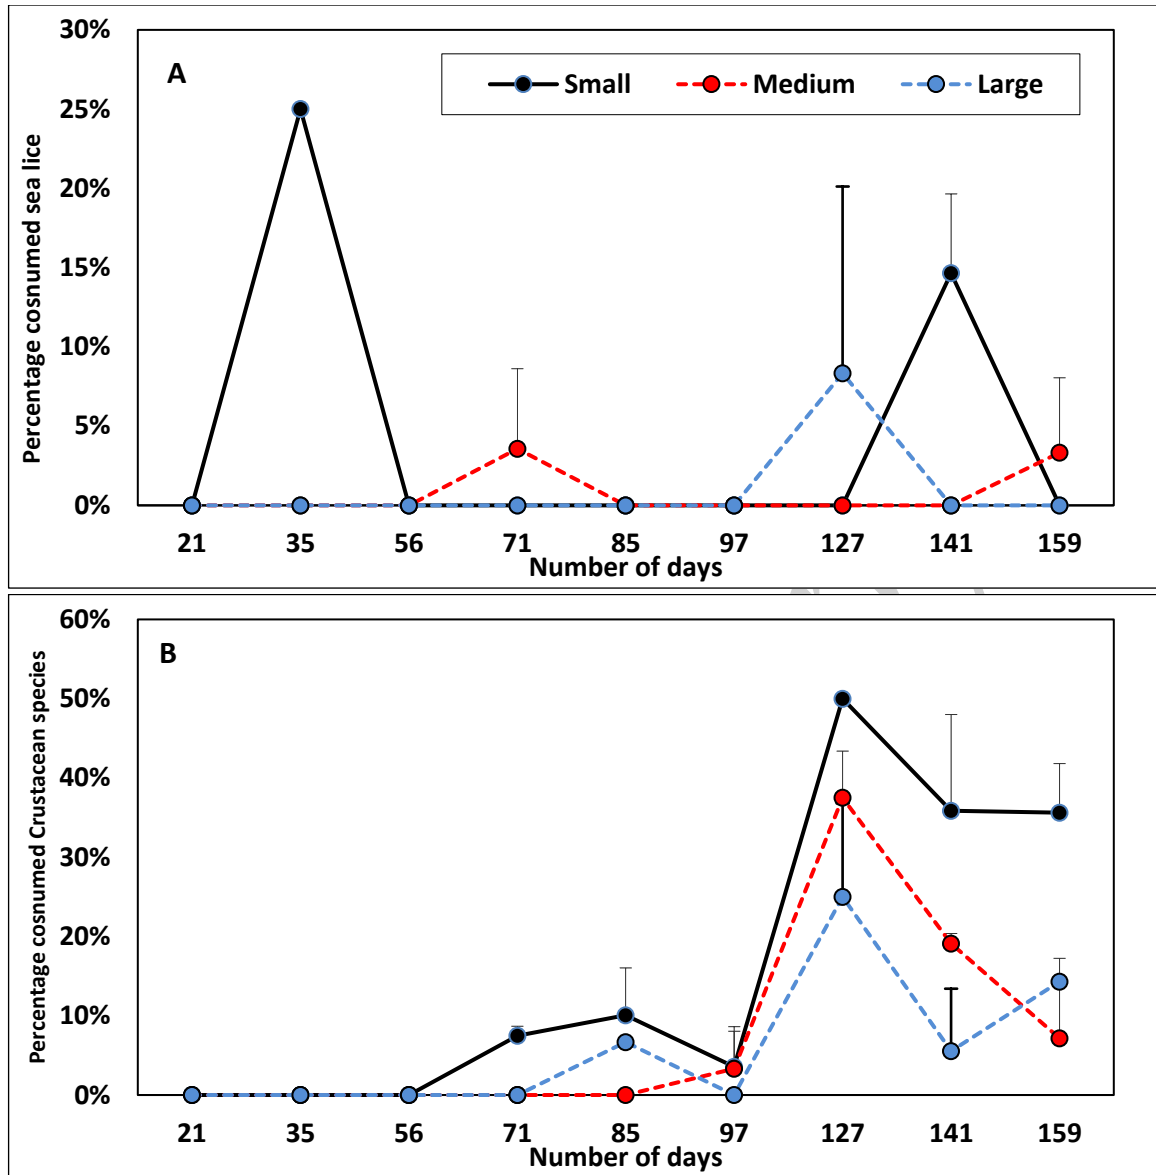 A
Small Medium Large
Percentage cosnumed sea lice
30%
25%
20%
15%
10%
5%
0%
21 35 56 71 85 97 127 141 159
Number of days
B
Percentage cosnumed Crustacean species
60%
50%
40%
30%
20%
10%
0%
21 35 56 71 85 97 127 141 159
Number of days